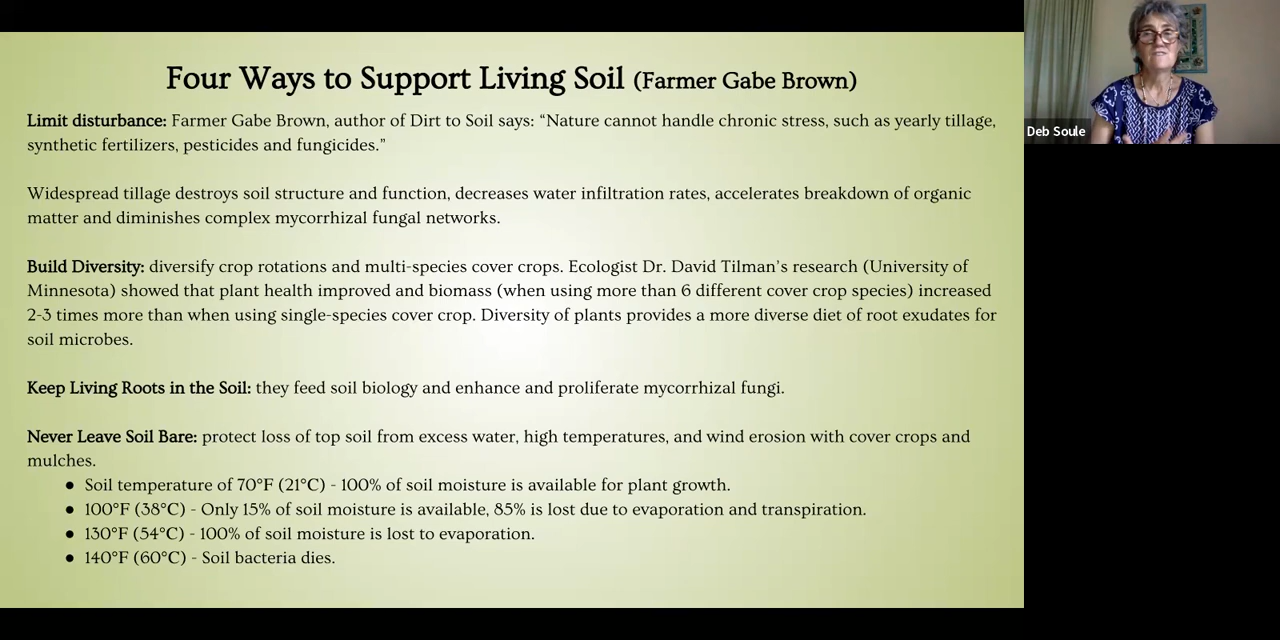 Four Ways to Support Living Soil (Farmer Gabe Brown)
Limit disturbance: Farmer Gabe Brown, author of Dirt to Soil says: “Nature cannot handle chronic stress, such as yearly tillage,
synthetic fertilizers, pesticides and fungicides.”
Widespread tillage destroys soil structure and function, decreases water infiltration rates, accelerates breakdown of organic
matter and diminishes complex mycorrhizal fungal networks.
Build Diversity: diversify crop rotations and multi-species cover crops. Ecologist Dr. David Tilman’s research (University of
Minnesota) showed that plant health improved and biomass (when using more than 6 different cover crop species) increased
2-3 times more than when using single-species cover crop. Diversity of plants provides a more diverse diet of root exudates for
soil microbes.
Keep Living Roots in the Soil: they feed soil biology and enhance and proliferate mycorrhizal fungi.
Never Leave Soil Bare: protect loss of top soil from excess water, high temperatures, and wind erosion with cover crops and
mulches.
● Soil temperature of 70°F (21°C) - 100% of soil moisture is available for plant growth.
● 100°F (38°C) - Only 15% of soil moisture is available, 85% is lost due to evaporation and transpiration.
● 130°F (54°C) - 100% of soil moisture is lost to evaporation.
● 140°F (60°C) - Soil bacteria dies.
Deb Soule